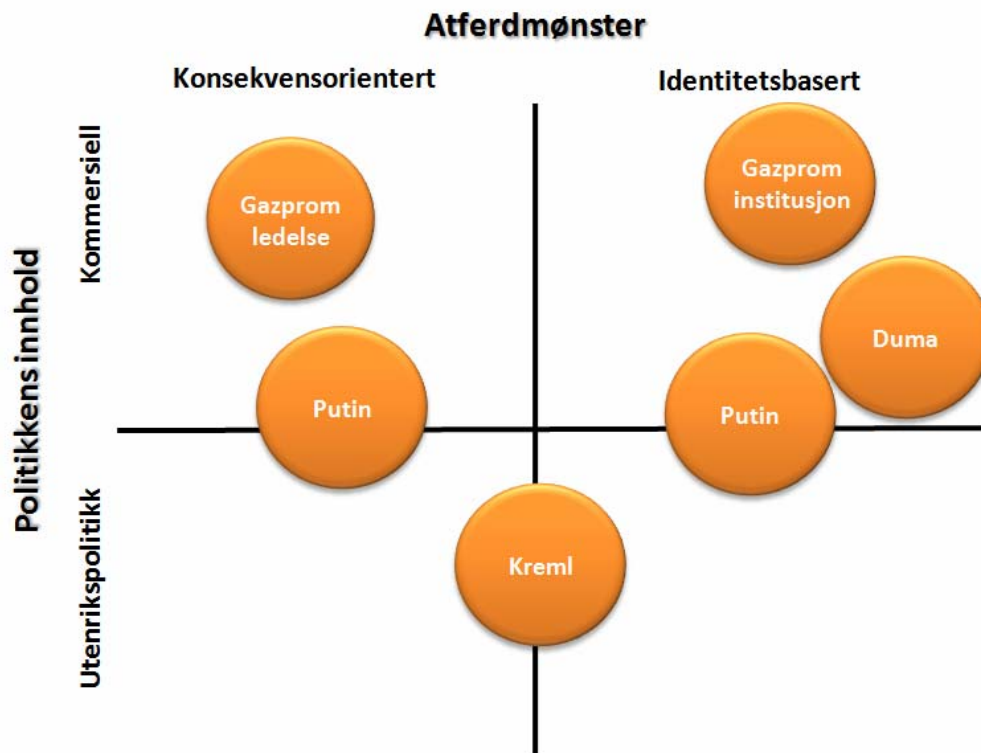 Atferdmønster
Konsekvensorientert
Identitetsbasert
Politikkens innhold
Kommersiell
Utenrikspolitikk
Gazprom
ledelse
Gazprom
institusjon
Putin
Putin
Duma
Kreml